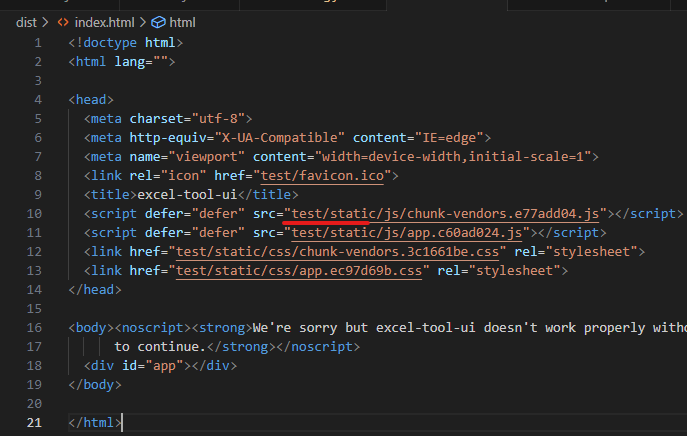 dist > <> index.html > html
1 <!doctype html>
2 <html lang="">
3
4 <head>
5 <meta charset="utf-8">
6 <meta http-equiv="X-UA-Compatible" content="IE=edge">
7 <meta name="viewport" content="width=device-width,initial-scale=1">
8 <link rel="icon" href="test/favicon.ico">
9 <title>excel-tool-ui</title>
10 <script defer="defer" src="test/static/js/chunk-vendors.e77add04.js"></script>
11 <script defer="defer" src="test/static/js/app.c60ad024.js"></script>
12 <link href="test/static/css/chunk-vendors.3c1661be.css" rel="stylesheet">
13 <link href="test/static/css/app.ec97d69b.css" rel="stylesheet">
14 </head>
15
16 <body><noscript><strong>We're sorry but excel-tool-ui doesn't work properly witho
17 to continue.</strong></noscript>
18 <div id="app"></div>
19 </body>
20
21 </html>